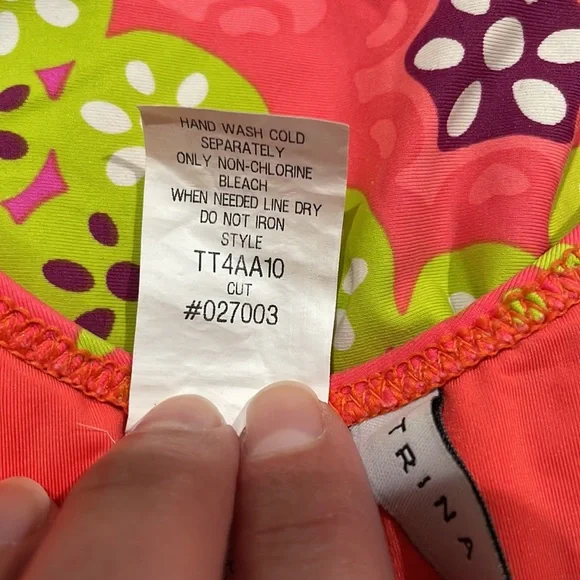 HAND WASH COLD
SEPARATELY
ONLY NON-CHLORINE
BLEACH
WHEN NEEDED LINE DRY
DO NOT IRON
STYLE
TT4AA10
CUT
#027003
TRINA